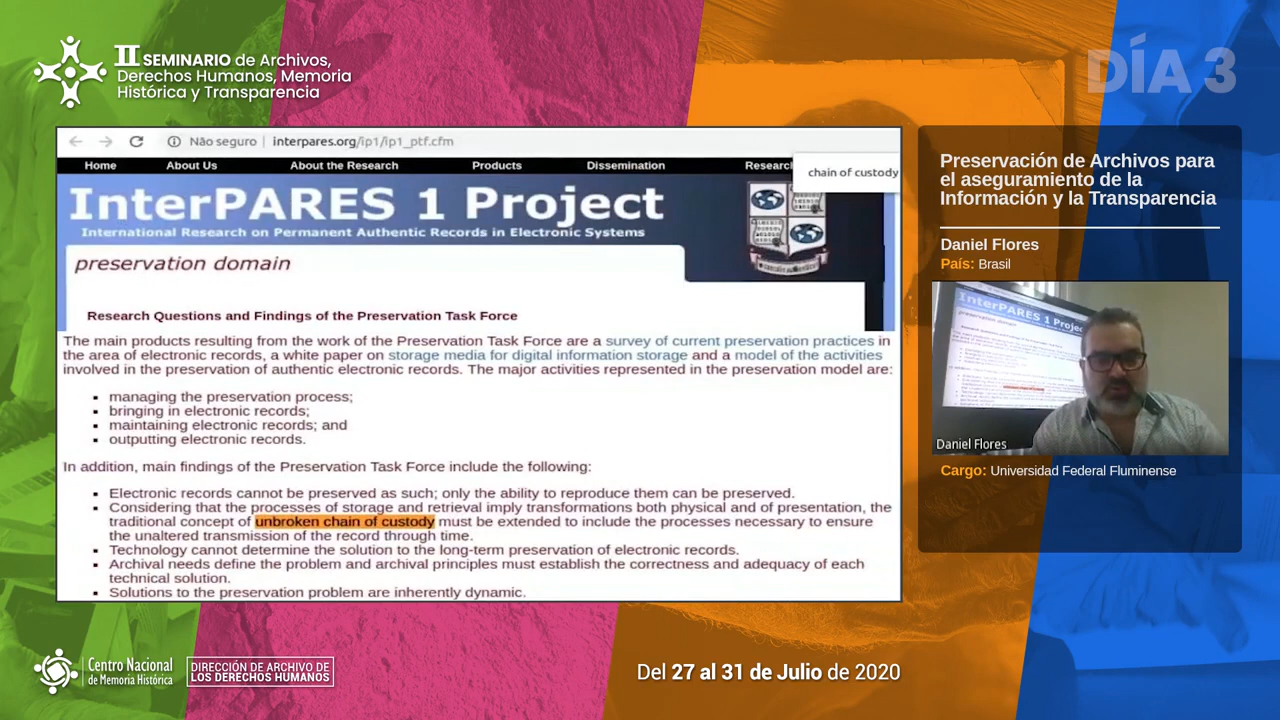 II SEMINARIO de Archivos,
Derechos Humanos, Memoria
Histórica y Transparencia
DÍA 3
Não seguro | interpares.org/ip1/ip1_ptf.cfm
Home About Us About the Research Products Dissemination Research
chain of custody
InterPARES 1 Project
International Research on Permanent Authentic Records in Electronic Systems
preservation domain
Research Questions and Findings of the Preservation Task Force
The main products resulting from the work of the Preservation Task Force are a survey of current preservation practices in
the area of electronic records, a white paper on storage media for digital information storage and a model of the activities
involved in the preservation of authentic electronic records. The major activities represented in the preservation model are:
managing the preservation process;
bringing in electronic records;
maintaining electronic records; and
outputting electronic records.
In addition, main findings of the Preservation Task Force include the following:
Electronic records cannot be preserved as such; only the ability to reproduce them can be preserved.
Considering that the processes of storage and retrieval imply transformations both physical and of presentation, the
traditional concept of unbroken chain of custody must be extended to include the processes necessary to ensure
the unaltered transmission of the record through time.
Technology cannot determine the solution to the long-term preservation of electronic records.
Archival needs define the problem and archival principles must establish the correctness and adequacy of each
technical solution.
Solutions to the preservation problem are inherently dynamic.
Preservación de Archivos para
el aseguramiento de la
Información y la Transparencia
Daniel Flores
País: Brasil
InterPARES 1 Projec
preservation domain
Daniel Flores
Cargo: Universidad Federal Fluminense
Centro Nacional
de Memoria Histórica
DIRECCIÓN DE ARCHIVO DE
LOS DERECHOS HUMANOS
Del 27 al 31 de Julio de 2020